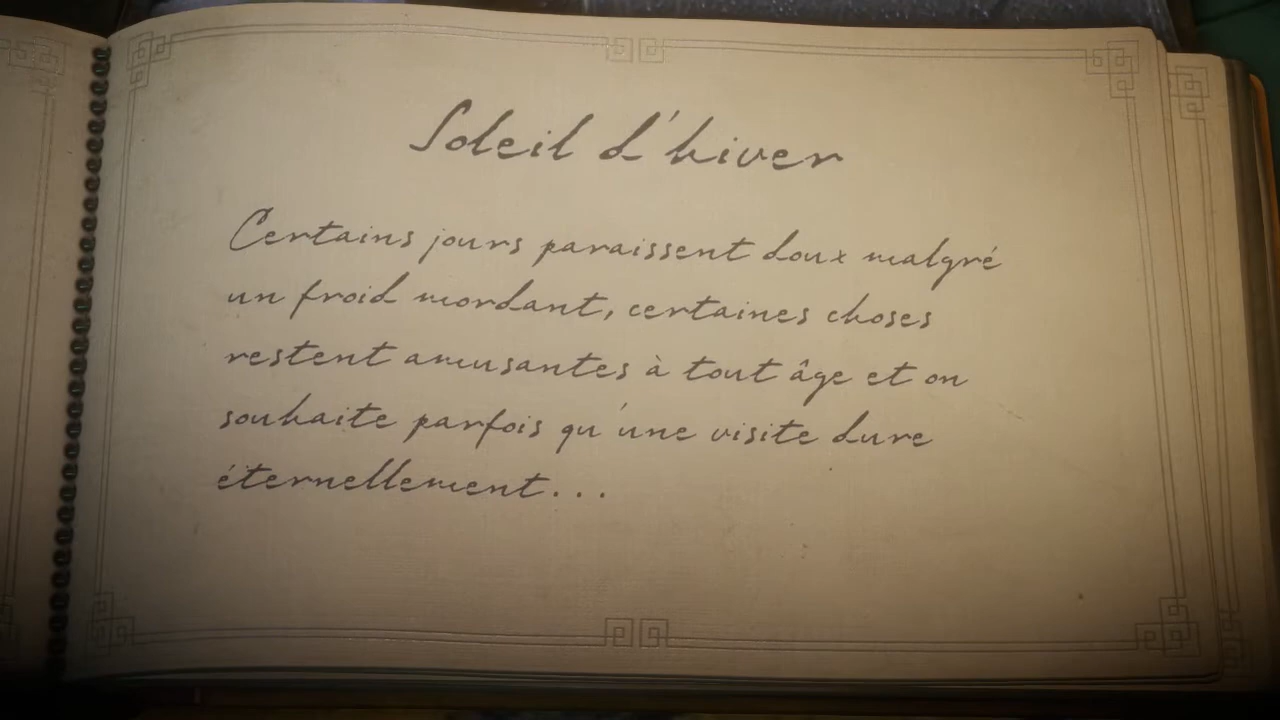 Soleil d'hiver
Certains jours paraissent doux malgré
un froid mordant, certaines choses
restent amusantes à tout âge et on
souhaite parfois qu'une visite dure
éternellement...